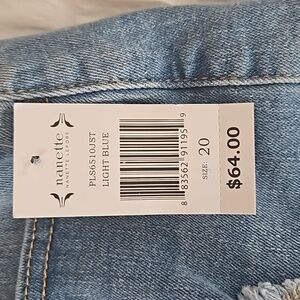 nanette
NANETTE LEPORE
PLS6510JST
LIGHT BLUE
8 83562 91195 9
SIZE: 20
$64.00